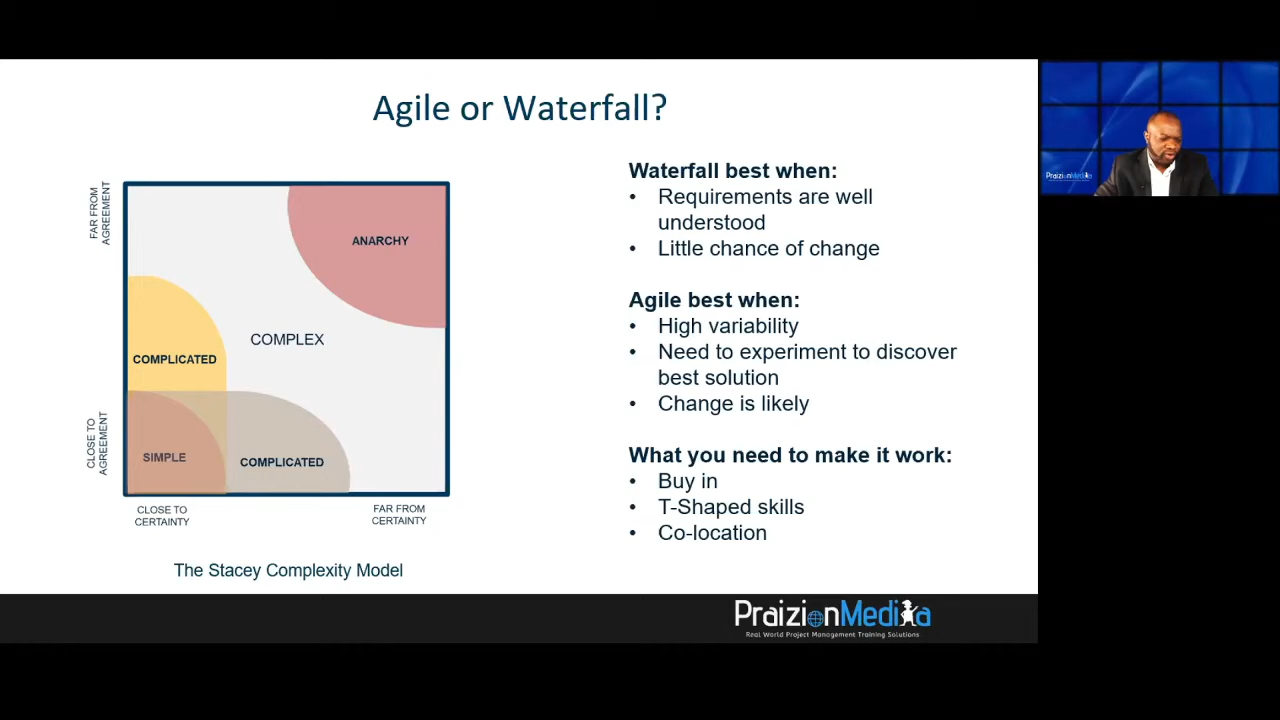 Agile or Waterfall?
FAR FROM
AGREEMENT
ANARCHY
COMPLEX
COMPLICATED
CLOSE TO
AGREEMENT
SIMPLE
COMPLICATED
CLOSE TO
CERTAINTY
FAR FROM
CERTAINTY
The Stacey Complexity Model
Waterfall best when:
• Requirements are well
understood
• Little chance of change
Agile best when:
• High variability
• Need to experiment to discover
best solution
• Change is likely
What you need to make it work:
• Buy in
• T-Shaped skills
• Co-location
PraizionMedia
Real World Project Management Training Solutions
PraizionMedia